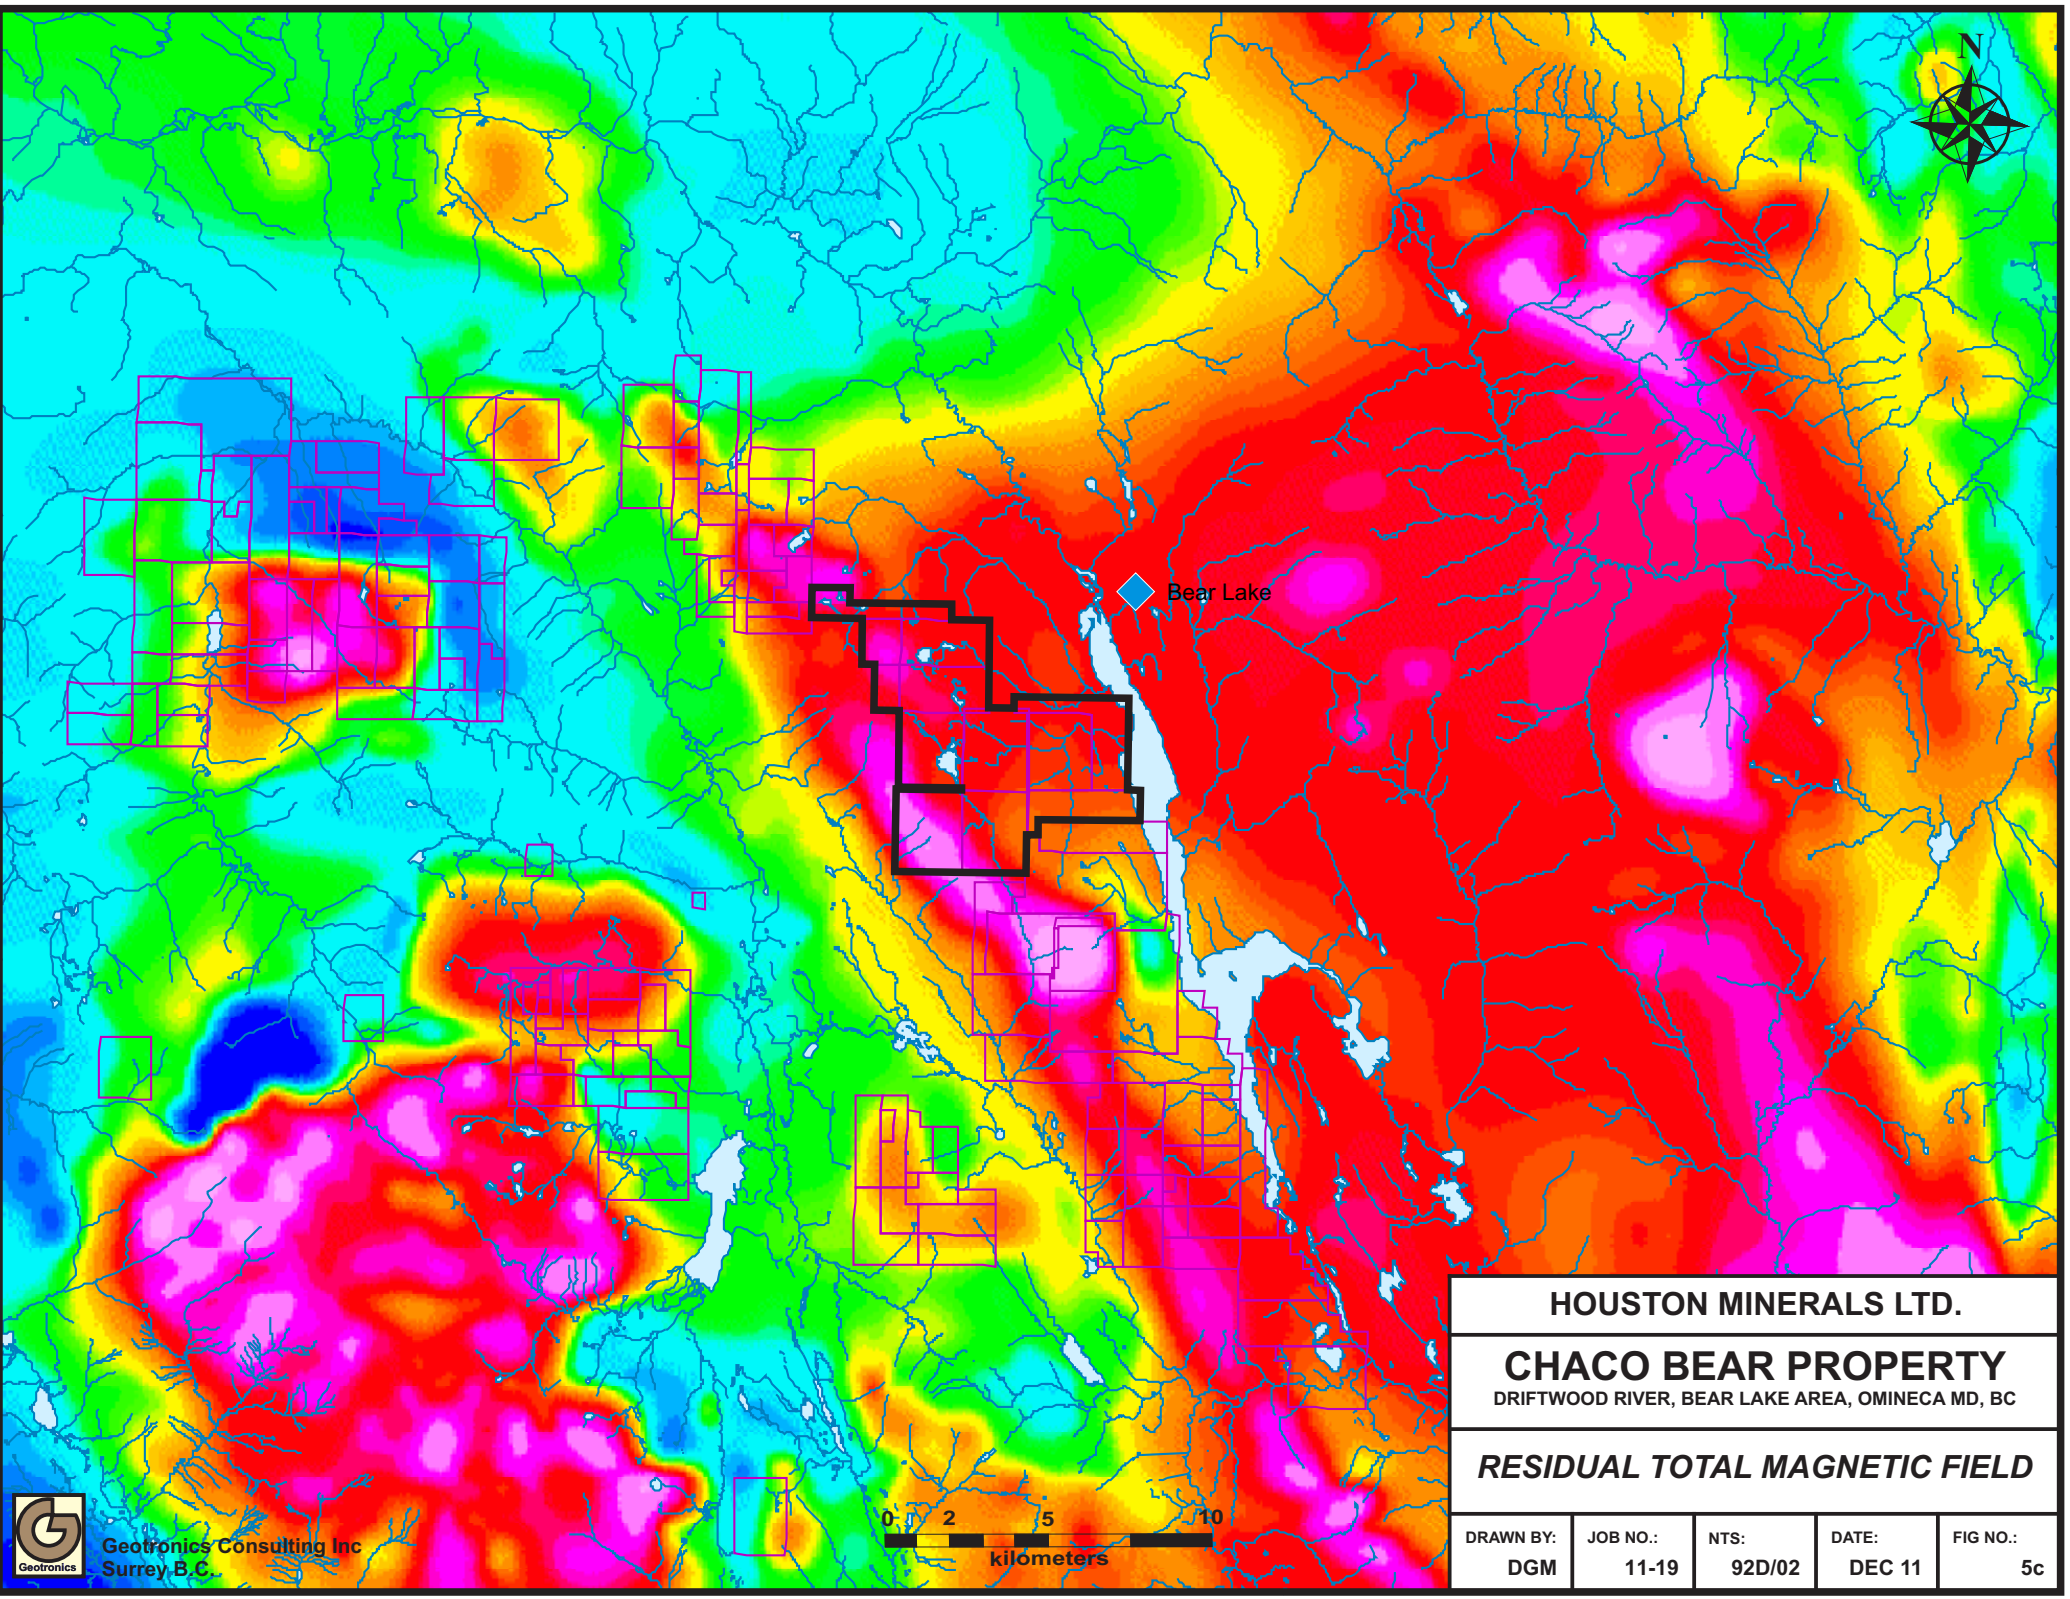 N
Bear Lake
HOUSTON MINERALS LTD.
CHACO BEAR PROPERTY
DRIFTWOOD RIVER, BEAR LAKE AREA, OMINECA MD, BC
RESIDUAL TOTAL MAGNETIC FIELD
DRAWN BY: JOB NO.: NTS: DATE: FIG NO.:
DGM 11-19 92D/02 DEC 11 5c
0 2 5 10
kilometers
Geotronics Consulting Inc
Surrey B.C.
G
Geotronics